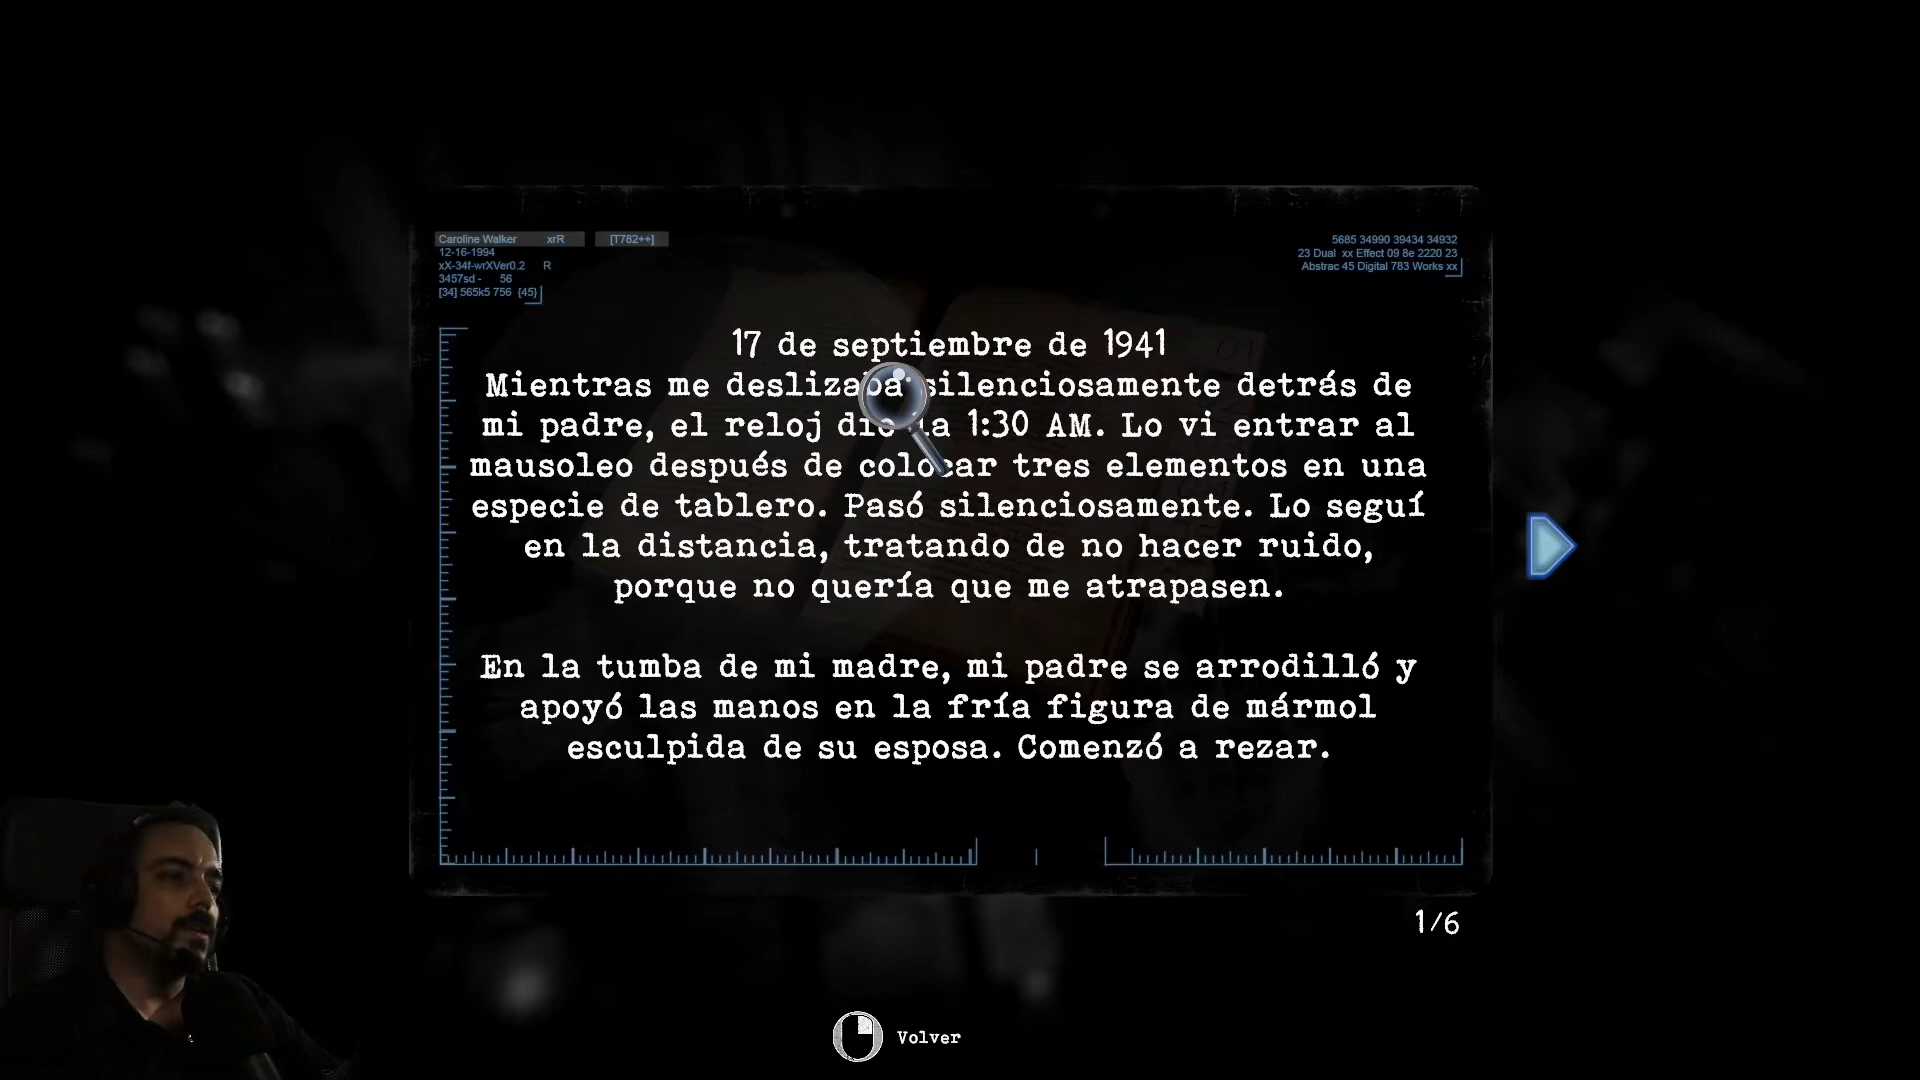 Caroline Walker xrR [T782++]
12-16-1994
xX-34f-wrXVer0.2 R
3457sd - 56
[34] 565k5 756 {45}
5685 34990 39434 34932
23 Dual xx Effect 09 8e 2220 23
Abstrac 45 Digital 783 Works xx
17 de septiembre de 1941
Mientras me deslizaba silenciosamente detrás de
mi padre, el reloj dio la 1:30 AM. Lo vi entrar al
mausoleo después de colocar tres elementos en una
especie de tablero. Pasó silenciosamente. Lo seguí
en la distancia, tratando de no hacer ruido,
porque no quería que me atrapasen.
En la tumba de mi madre, mi padre se arrodilló y
apoyó las manos en la fría figura de mármol
esculpida de su esposa. Comenzó a rezar.
1/6
Volver